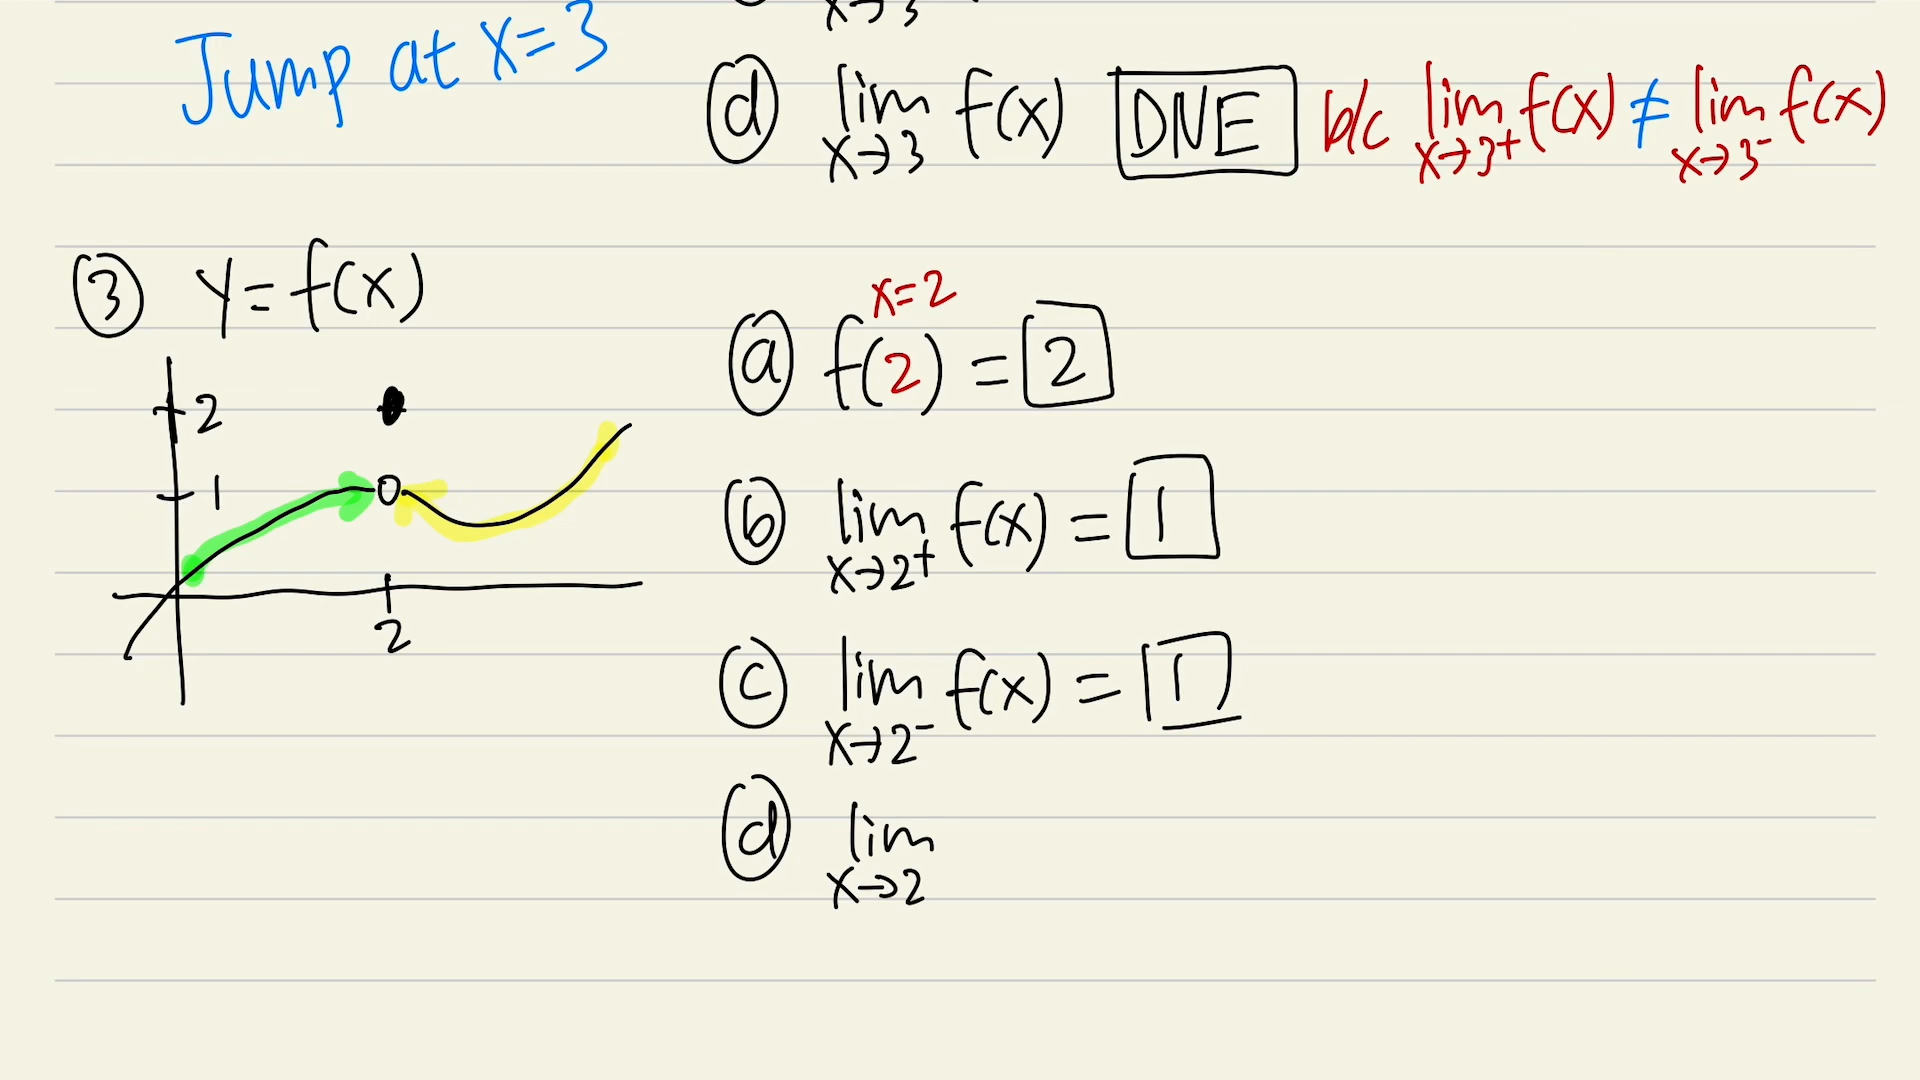 x→3
Jump at x=3
ⓓ lim x→3 f(x) DNE b/c lim x→3⁺ f(x) ≠ lim x→3⁻ f(x)
③ y=f(x)
2
1
2
x=2
ⓐ f(2) = 2
ⓑ lim x→2⁺ f(x) = 1
ⓒ lim x→2⁻ f(x) = 1
ⓓ lim x→2